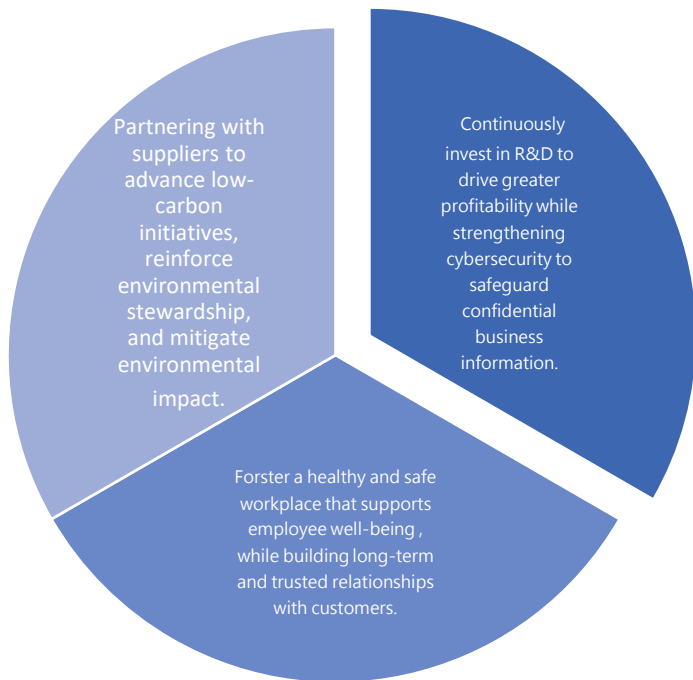 Partnering with
suppliers to
advance low-
carbon
initiatives,
reinforce
environmental
stewardship,
and mitigate
environmental
impact.
Continuously
invest in R&D to
drive greater
profitability while
strengthening
cybersecurity to
safeguard
confidential
business
information.
Forster a healthy and safe
workplace that supports
employee well-being ,
while building long-term
and trusted relationships
with customers.